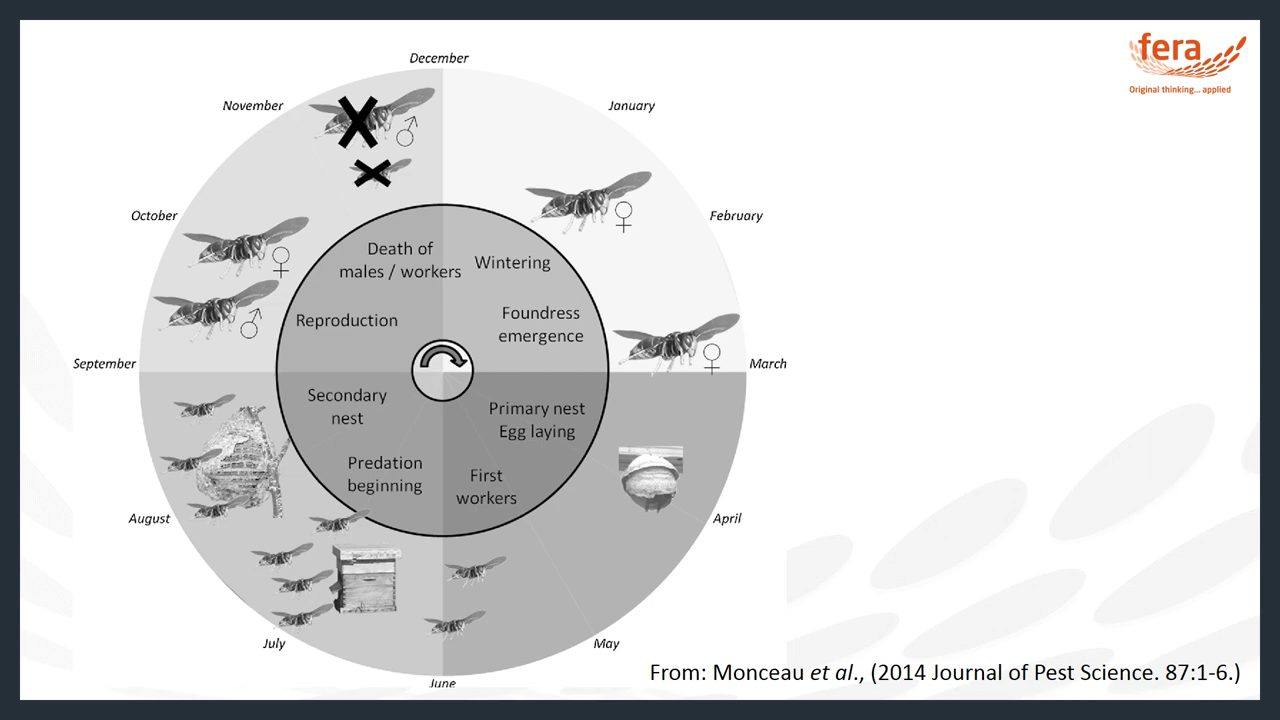 fera
Original thinking... applied
December
January
February
March
April
May
June
July
August
September
October
November
Wintering
Foundress
emergence
Primary nest
Egg laying
First
workers
Predation
beginning
Secondary
nest
Reproduction
Death of
males / workers
♂
♀
♀
♀
♂
From: Monceau et al., (2014 Journal of Pest Science. 87:1-6.)